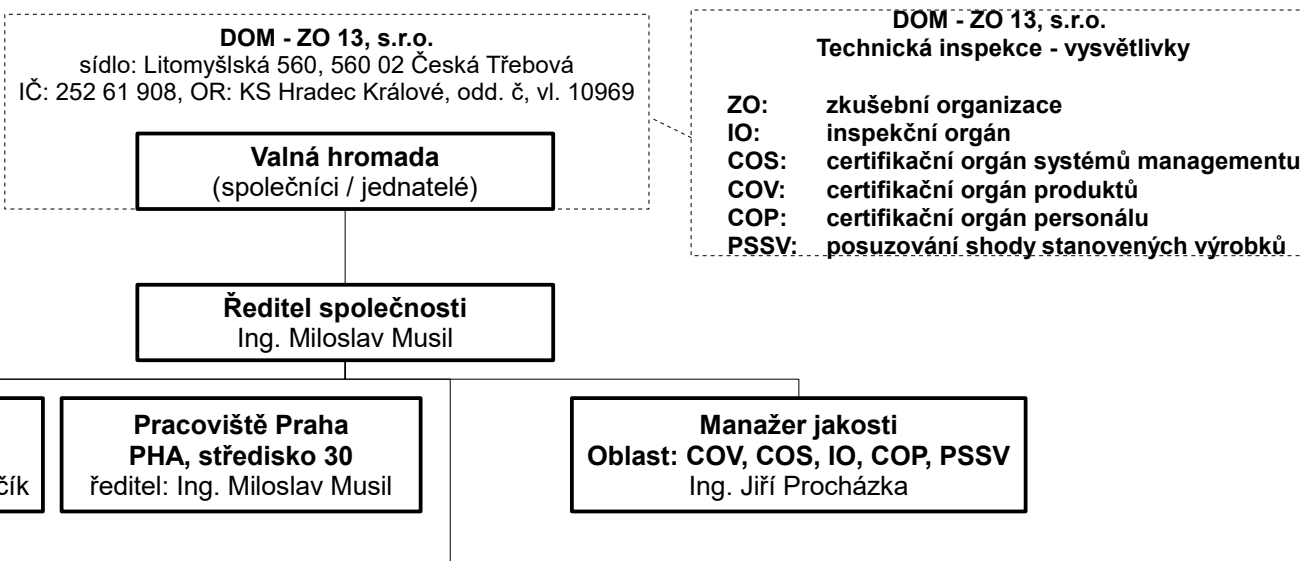 DOM - ZO 13, s.r.o.
sídlo: Litomyšlská 560, 560 02 Česká Třebová
IČ: 252 61 908, OR: KS Hradec Králové, odd. č, vl. 10969
Valná hromada
(společníci / jednatelé)
DOM - ZO 13, s.r.o.
Technická inspekce - vysvětlivky
ZO: zkušební organizace
IO: inspekční orgán
COS: certifikační orgán systémů managementu
COV: certifikační orgán produktů
COP: certifikační orgán personálu
PSSV: posuzování shody stanovených výrobků
Ředitel společnosti
Ing. Miloslav Musil
čík
Pracoviště Praha
PHA, středisko 30
ředitel: Ing. Miloslav Musil
Manažer jakosti
Oblast: COV, COS, IO, COP, PSSV
Ing. Jiří Procházka